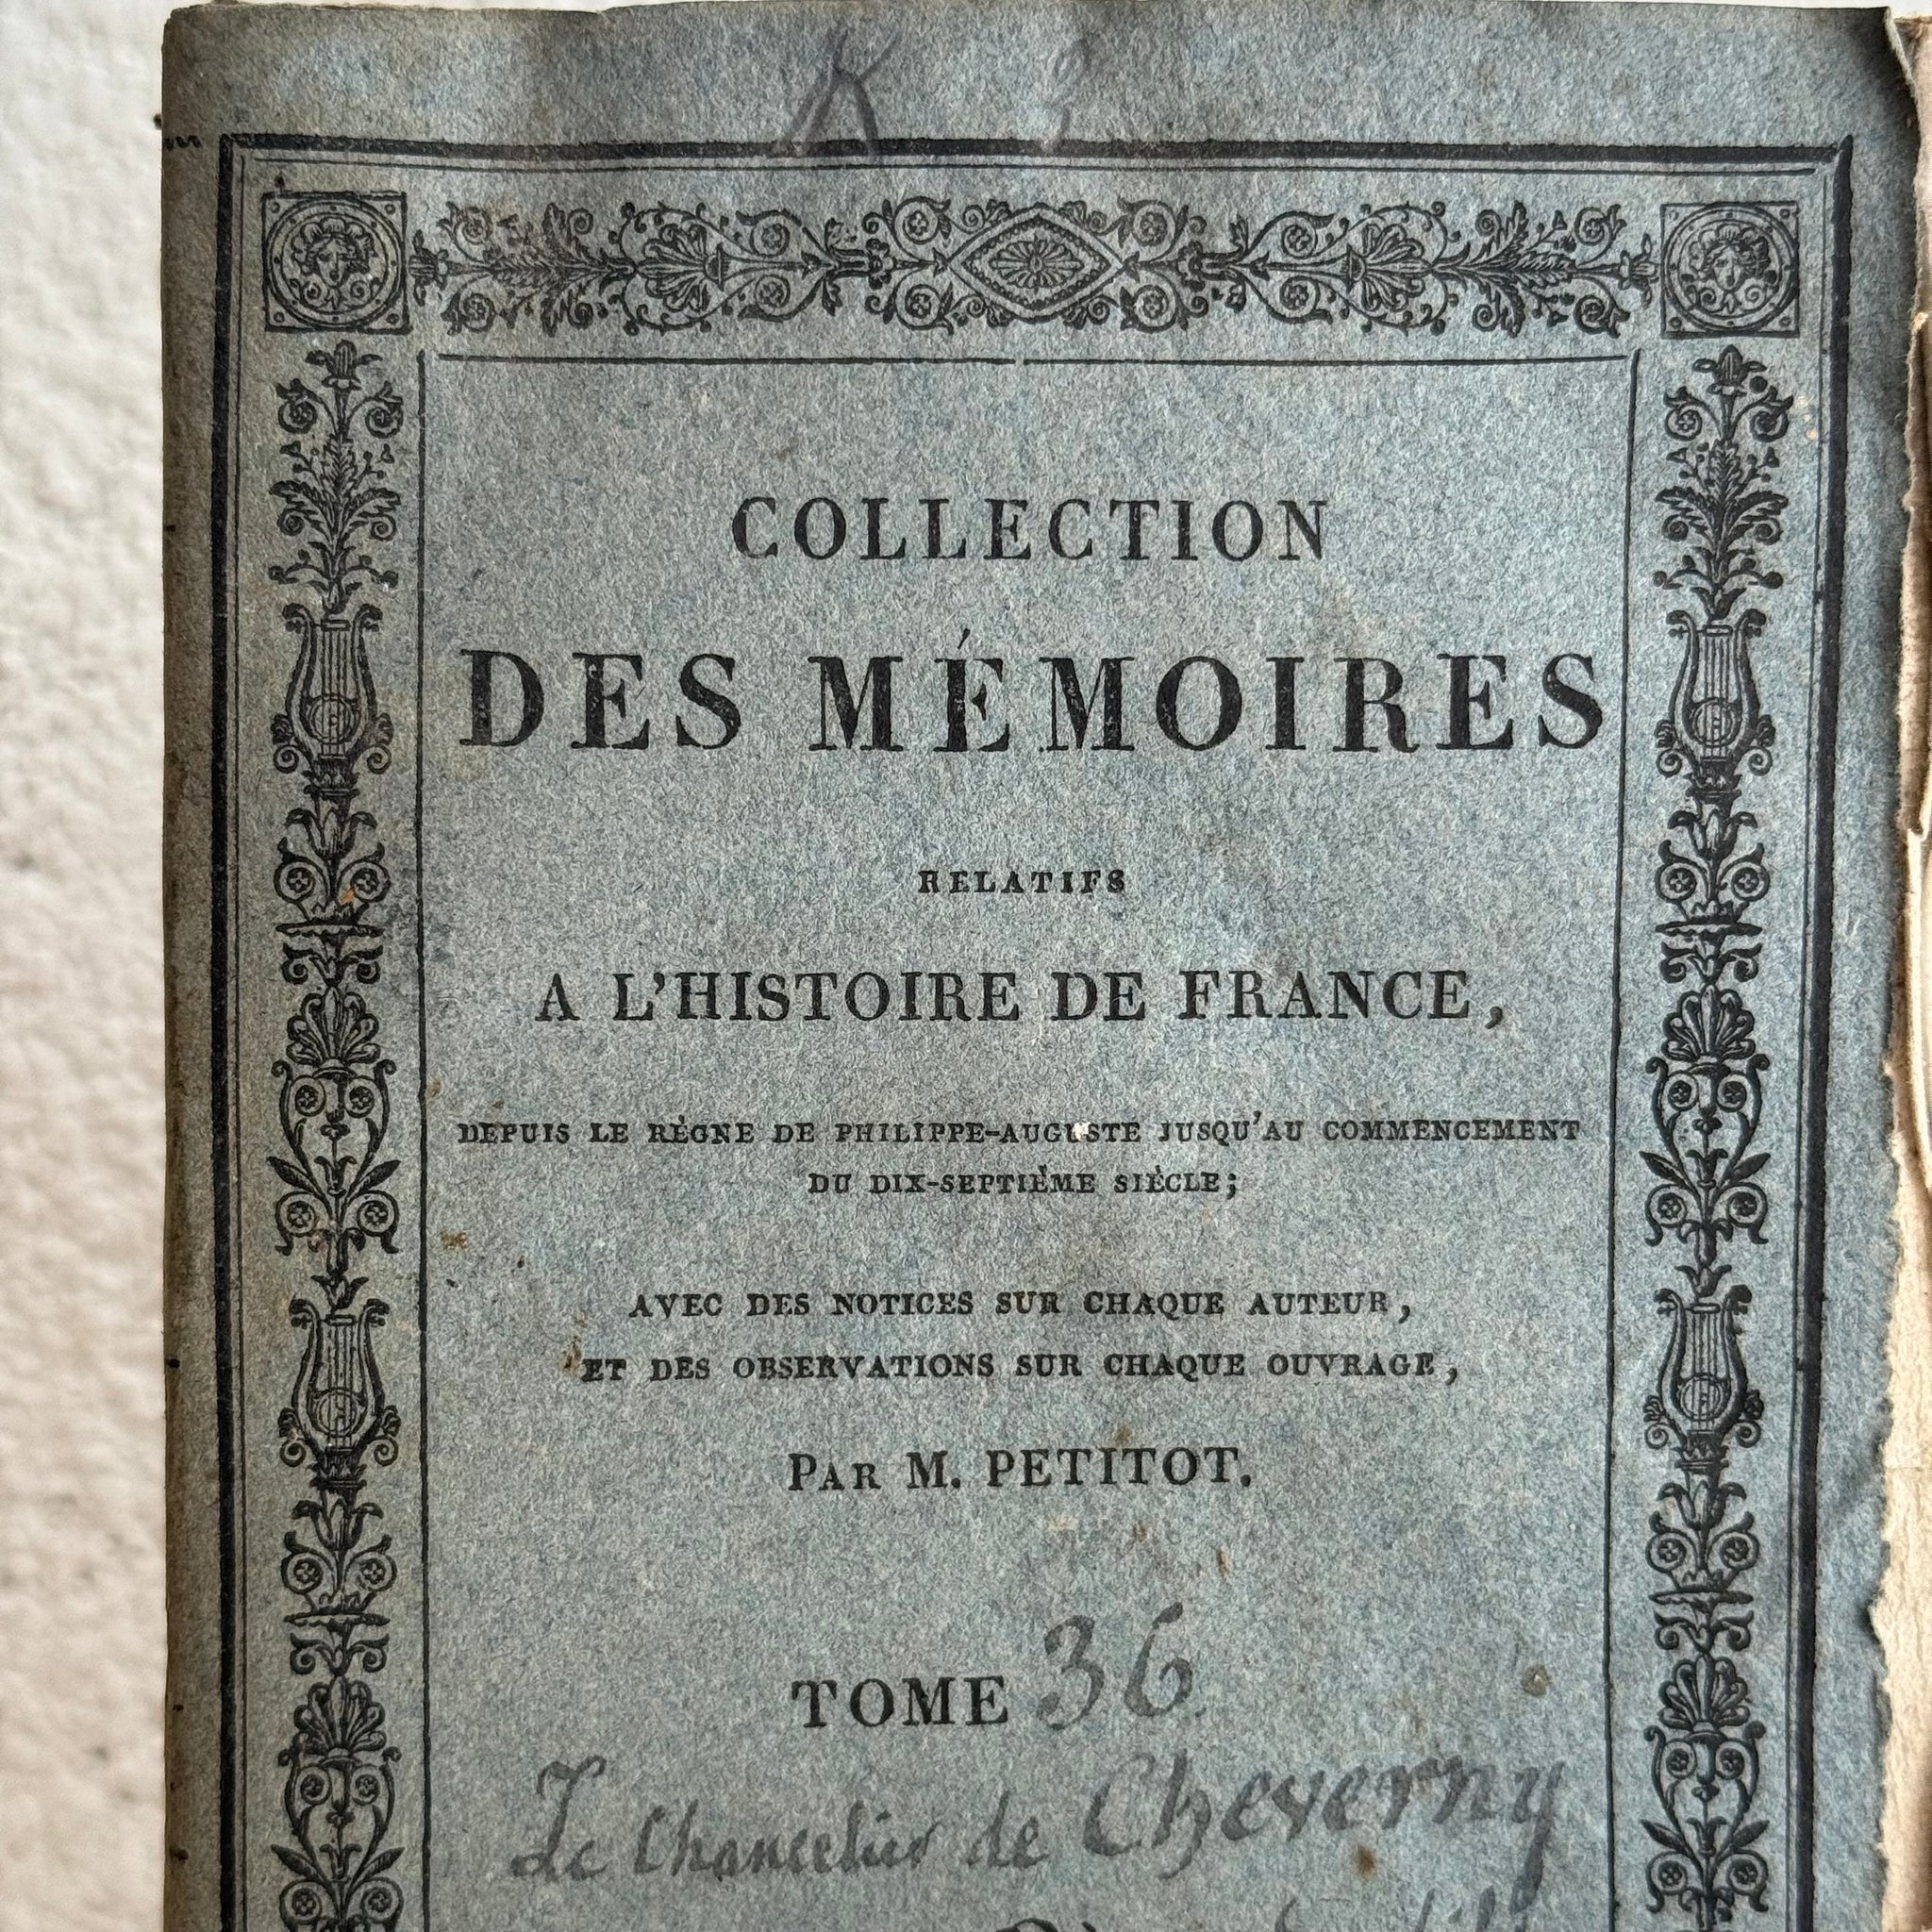 K
COLLECTION
DES MÉMOIRES
RELATIFS
A L'HISTOIRE DE FRANCE,
DEPUIS LE RÈGNE DE PHILIPPE-AUGUSTE JUSQU'AU COMMENCEMENT
DU DIX-SEPTIÈME SIÈCLE;
AVEC DES NOTICES SUR CHAQUE AUTEUR,
ET DES OBSERVATIONS SUR CHAQUE OUVRAGE,
PAR M. PETITOT.
TOME 36
Le Chancelier de Cheverny